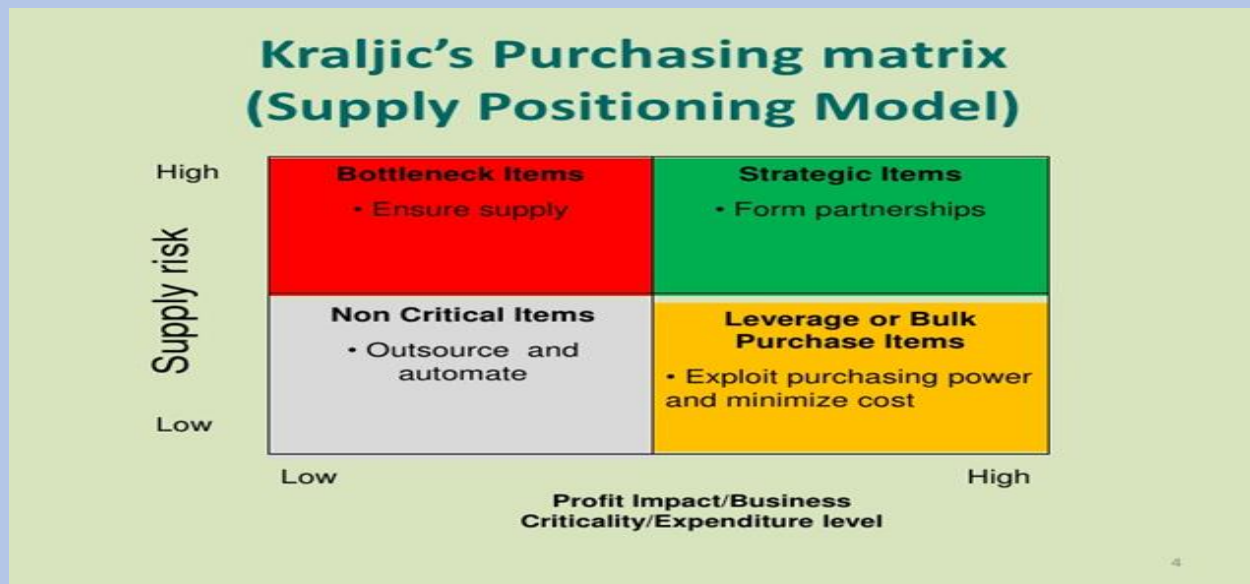 Kraljic’s Purchasing matrix
(Supply Positioning Model)
High
Supply risk
Low
Bottleneck Items
• Ensure supply
Strategic Items
• Form partnerships
Non Critical Items
• Outsource and
automate
Leverage or Bulk
Purchase Items
• Exploit purchasing power
and minimize cost
Low
High
Profit Impact/Business
Criticality/Expenditure level
4